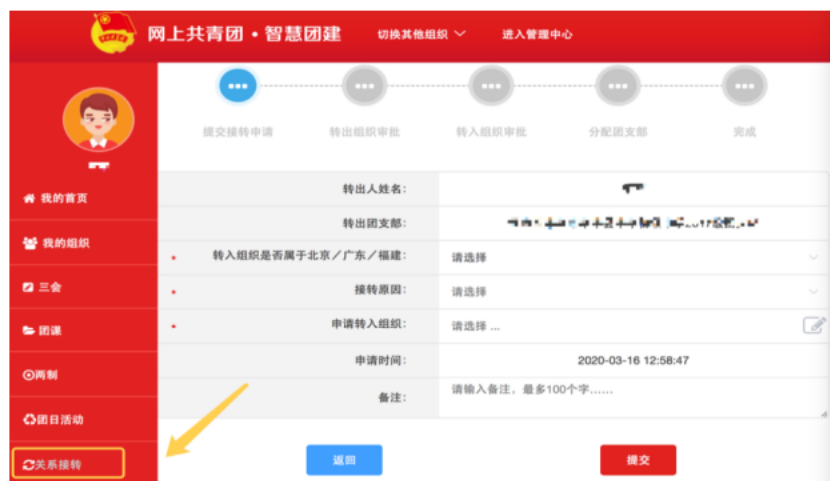 网上共青团·智慧团建 切换其他组织 进入管理中心
提交接转申请 转出组织审批 转入组织审批 分配团支部 完成
我的首页
我的组织
三会
团课
两制
团日活动
关系接转
转出人姓名：
转出团支部：
* 转入组织是否属于北京／广东／福建： 请选择
* 接转原因： 请选择
* 申请转入组织： 请选择 ...
申请时间： 2020-03-16 12:58:47
备注： 请输入备注，最多100个字......
返回 提交